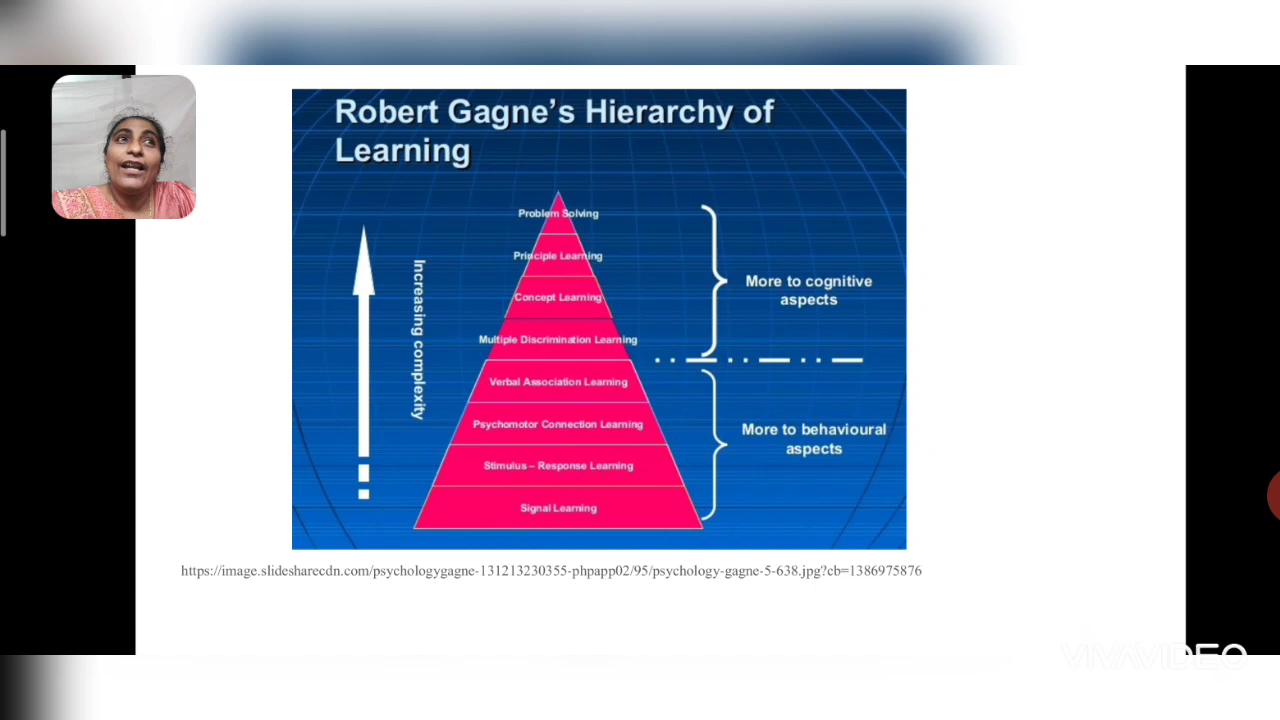 Robert Gagne's Hierarchy of
Learning
Problem Solving
Principle Learning
Concept Learning
Multiple Discrimination Learning
Verbal Association Learning
Psychomotor Connection Learning
Stimulus – Response Learning
Signal Learning
Increasing complexity
More to cognitive
aspects
More to behavioural
aspects
https://image.slidesharecdn.com/psychologygagne-131213230355-phpapp02/95/psychology-gagne-5-638.jpg?cb=1386975876
VIVAVIDEO